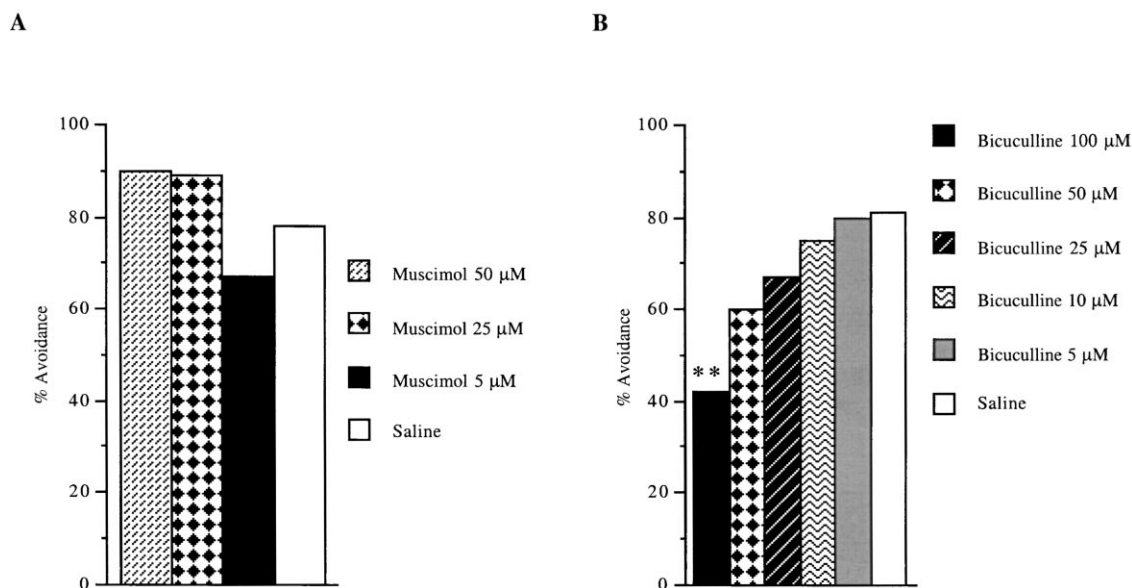 A
B
100
80
60
40
20
0
% Avoidance
Muscimol 50 µM
Muscimol 25 µM
Muscimol 5 µM
Saline
100
80
60
40
20
0
% Avoidance
**
Bicuculline 100 µM
Bicuculline 50 µM
Bicuculline 25 µM
Bicuculline 10 µM
Bicuculline 5 µM
Saline